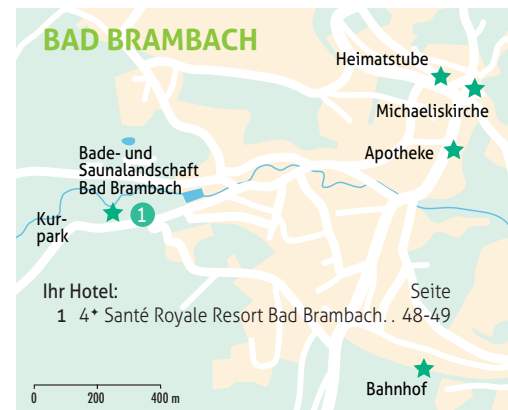 BAD BRAMBACH
Heimatstube
Michaeliskirche
Apotheke
Bade- und
Saunalandschaft
Bad Brambach
1
Kur-
park
Ihr Hotel: Seite
1 4✦ Santé Royale Resort Bad Brambach. . 48-49
Bahnhof
0 200 400 m